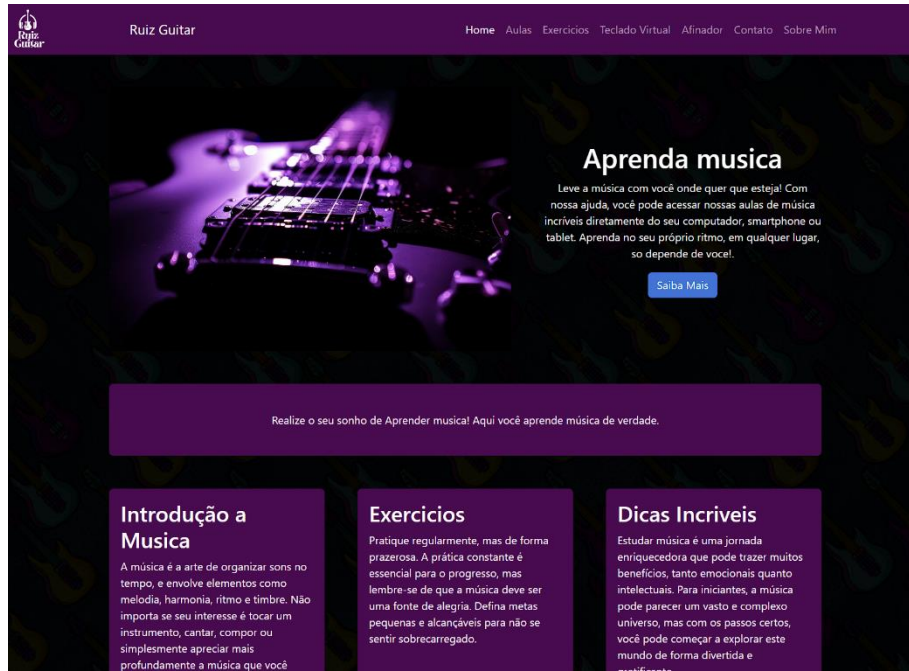 Ruiz
Guitar
Ruiz Guitar
Home Aulas Exercicios Teclado Virtual Afinador Contato Sobre Mim
Aprenda musica
Leve a música com você onde quer que esteja! Com
nossa ajuda, você pode acessar nossas aulas de música
incríveis diretamente do seu computador, smartphone ou
tablet. Aprenda no seu próprio ritmo, em qualquer lugar,
so depende de voce!.
Saiba Mais
Realize o seu sonho de Aprender musica! Aqui você aprende música de verdade.
Introdução a
Musica
A música é a arte de organizar sons no
tempo, e envolve elementos como
melodia, harmonia, ritmo e timbre. Não
importa se seu interesse é tocar um
instrumento, cantar, compor ou
simplesmente apreciar mais
profundamente a música que você
Exercicios
Pratique regularmente, mas de forma
prazerosa. A prática constante é
essencial para o progresso, mas
lembre-se de que a música deve ser
uma fonte de alegria. Defina metas
pequenas e alcançáveis para não se
sentir sobrecarregado.
Dicas Incriveis
Estudar música é uma jornada
enriquecedora que pode trazer muitos
benefícios, tanto emocionais quanto
intelectuais. Para iniciantes, a música
pode parecer um vasto e complexo
universo, mas com os passos certos,
você pode começar a explorar este
mundo de forma divertida e